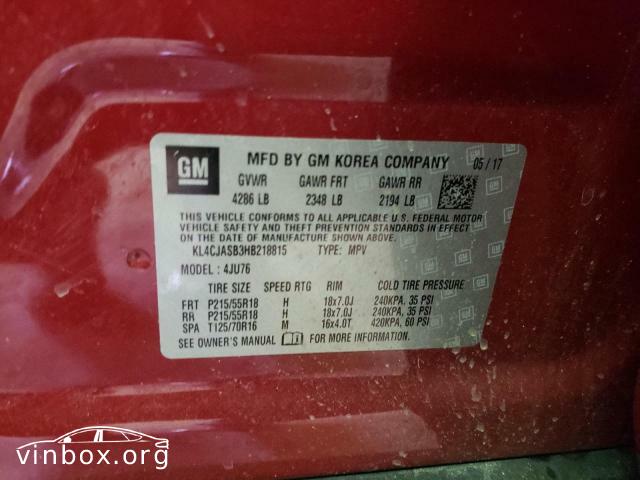 GM
MFD BY GM KOREA COMPANY 05/17
GVWR GAWR FRT GAWR RR
4286 LB 2348 LB 2194 LB
THIS VEHICLE CONFORMS TO ALL APPLICABLE U.S. FEDERAL MOTOR
VEHICLE SAFETY AND THEFT PREVENTION STANDARDS IN
EFFECT ON THE DATE OF MANUFACTURE SHOWN ABOVE.
KL4CJASB3HB218815 TYPE: MPV
MODEL: 4JU76
TIRE SIZE SPEED RTG RIM COLD TIRE PRESSURE
FRT P215/55R18 H 18x7.0J 240KPA, 35 PSI
RR P215/55R18 H 18x7.0J 240KPA, 35 PSI
SPA T125/70R16 M 16x4.0T 420KPA, 60 PSI
SEE OWNER'S MANUAL FOR MORE INFORMATION.
vinbox.org